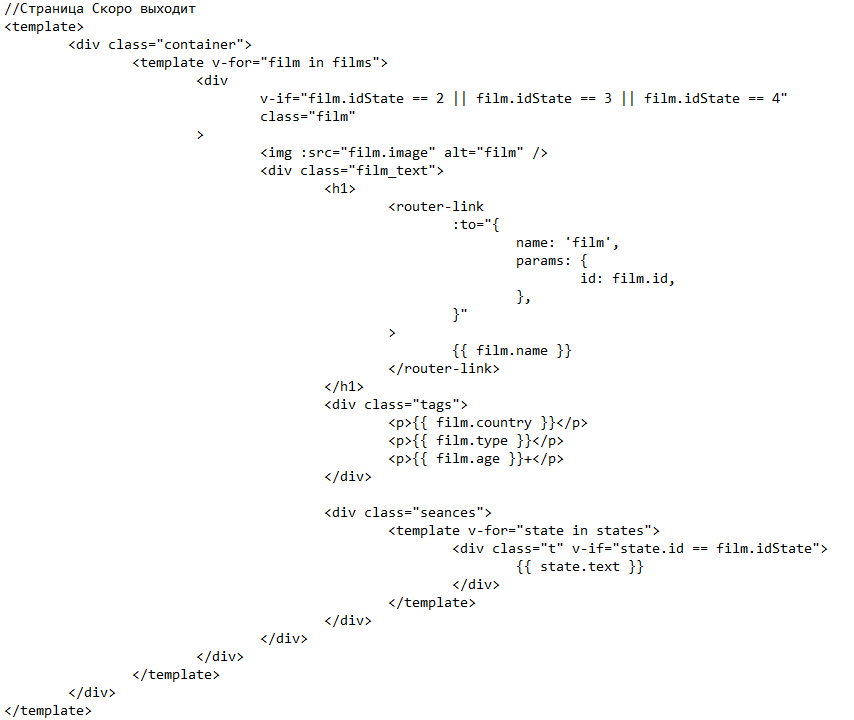 //Страница Скоро выходит
<template>
	<div class="container">
		<template v-for="film in films">
			<div
				v-if="film.idState == 2 || film.idState == 3 || film.idState == 4"
				class="film"
			>
				<img :src="film.image" alt="film" />
				<div class="film_text">
					<h1>
						<router-link
							:to="{
								name: 'film',
								params: {
									id: film.id,
								},
							}"
						>
							{{ film.name }}
						</router-link>
					</h1>
					<div class="tags">
						<p>{{ film.country }}</p>
						<p>{{ film.type }}</p>
						<p>{{ film.age }}+</p>
					</div>

					<div class="seances">
						<template v-for="state in states">
							<div class="t" v-if="state.id == film.idState">
								{{ state.text }}
							</div>
						</template>
					</div>
				</div>
			</div>
		</template>
	</div>
</template>